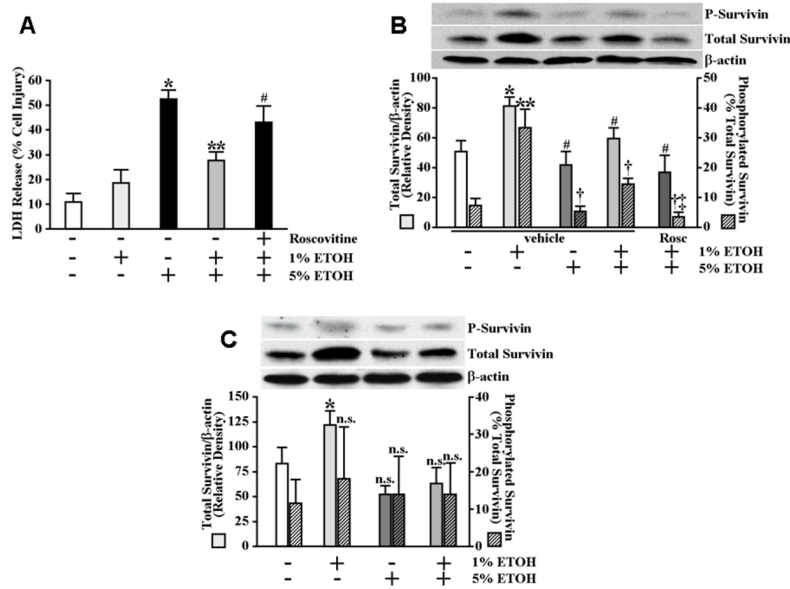 A
LDH Release (% Cell Injury)
60
50
40
30
20
10
0
*
**
#
- - - - + Roscovitine
- + - + + 1% ETOH
- - + + + 5% ETOH
B
P-Survivin
Total Survivin
β-actin
Total Survivin/β-actin
(Relative Density)
100
80
60
40
20
0
* ** # † # † # ‡
Phosphorylated Survivin
(% Total Survivin)
50
40
30
20
10
0
vehicle Rosc
- + - + + 1% ETOH
- - + + + 5% ETOH
C
P-Survivin
Total Survivin
β-actin
Total Survivin/β-actin
(Relative Density)
150
125
100
75
50
25
0
* n.s. n.s. n.s. n.s. n.s.
Phosphorylated Survivin
(% Total Survivin)
40
30
20
10
0
- + - + 1% ETOH
- - + + 5% ETOH